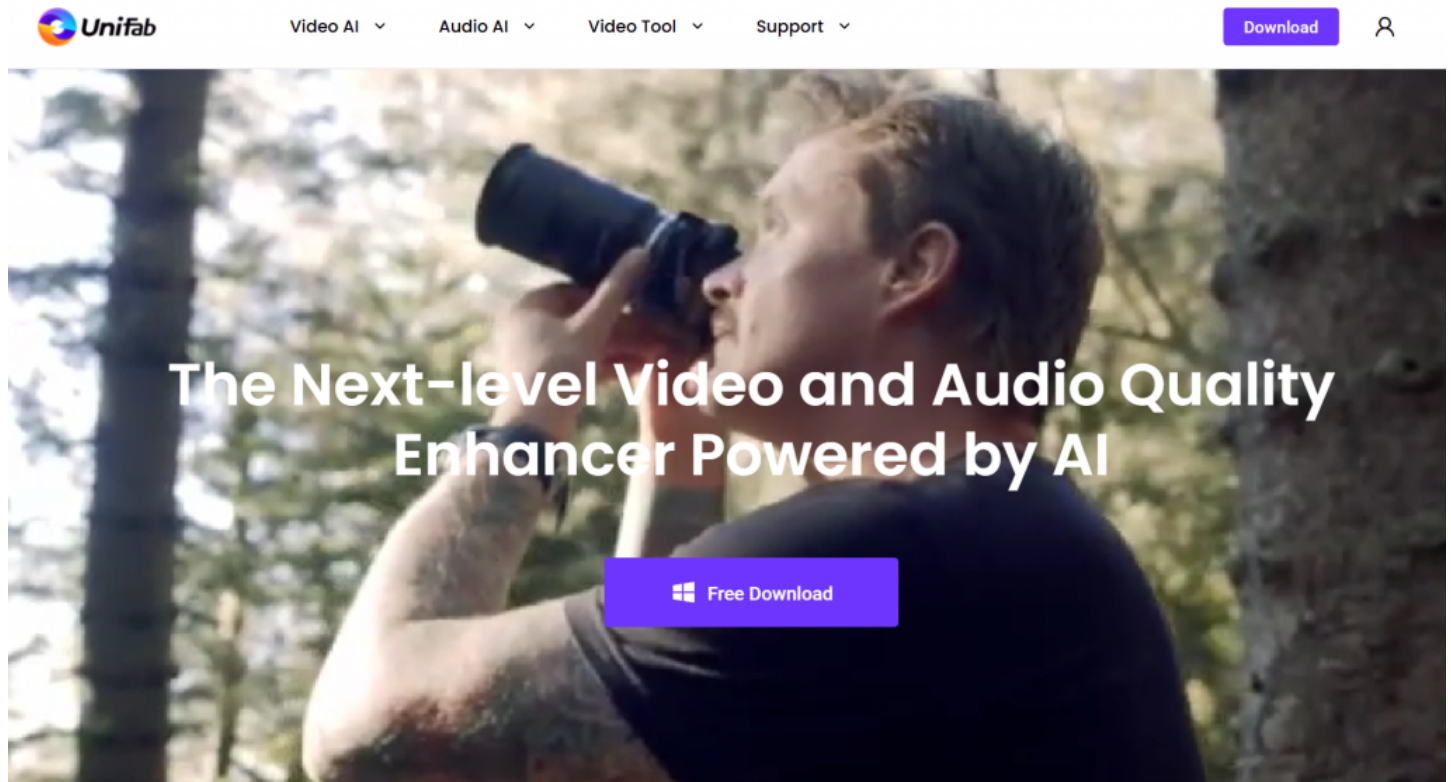 UniFab
Video AI
Audio AI
Video Tool
Support
Download
The Next-level Video and Audio Quality
Enhancer Powered by AI
Free Download